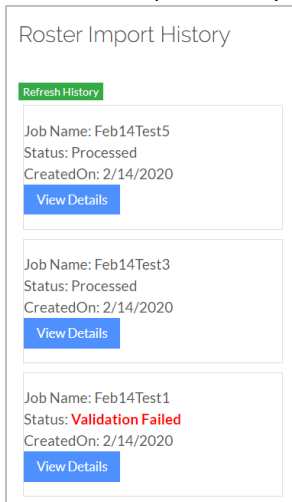 Roster Import History
Refresh History
Job Name: Feb14Test5
Status: Processed
CreatedOn: 2/14/2020
View Details
Job Name: Feb14Test3
Status: Processed
CreatedOn: 2/14/2020
View Details
Job Name: Feb14Test1
Status: Validation Failed
CreatedOn: 2/14/2020
View Details